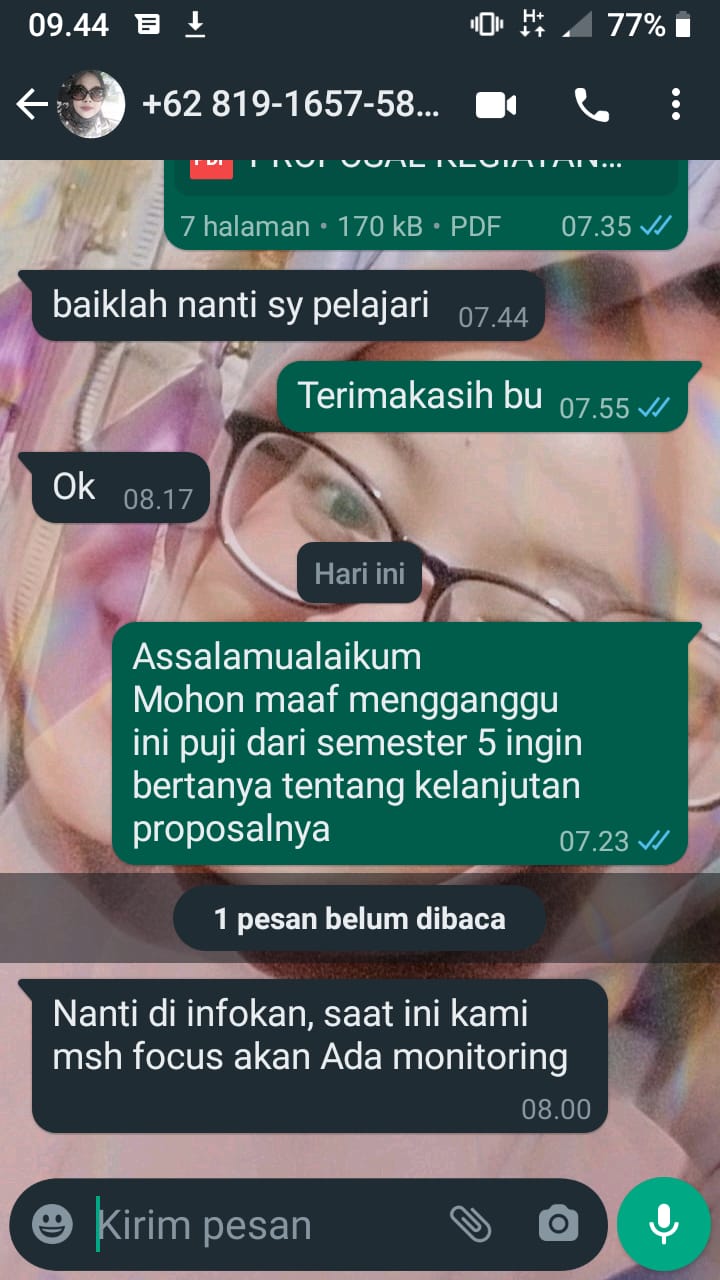 09.44
H+
77%
+62 819-1657-58...
PDF
PROPOSAL KEGIATAN...
7 halaman • 170 kB • PDF 07.35
baiklah nanti sy pelajari 07.44
Terimakasih bu 07.55
Ok 08.17
Hari ini
Assalamualaikum
Mohon maaf mengganggu
ini puji dari semester 5 ingin
bertanya tentang kelanjutan
proposalnya 07.23
1 pesan belum dibaca
Nanti di infokan, saat ini kami
msh focus akan Ada monitoring
08.00
Kirim pesan